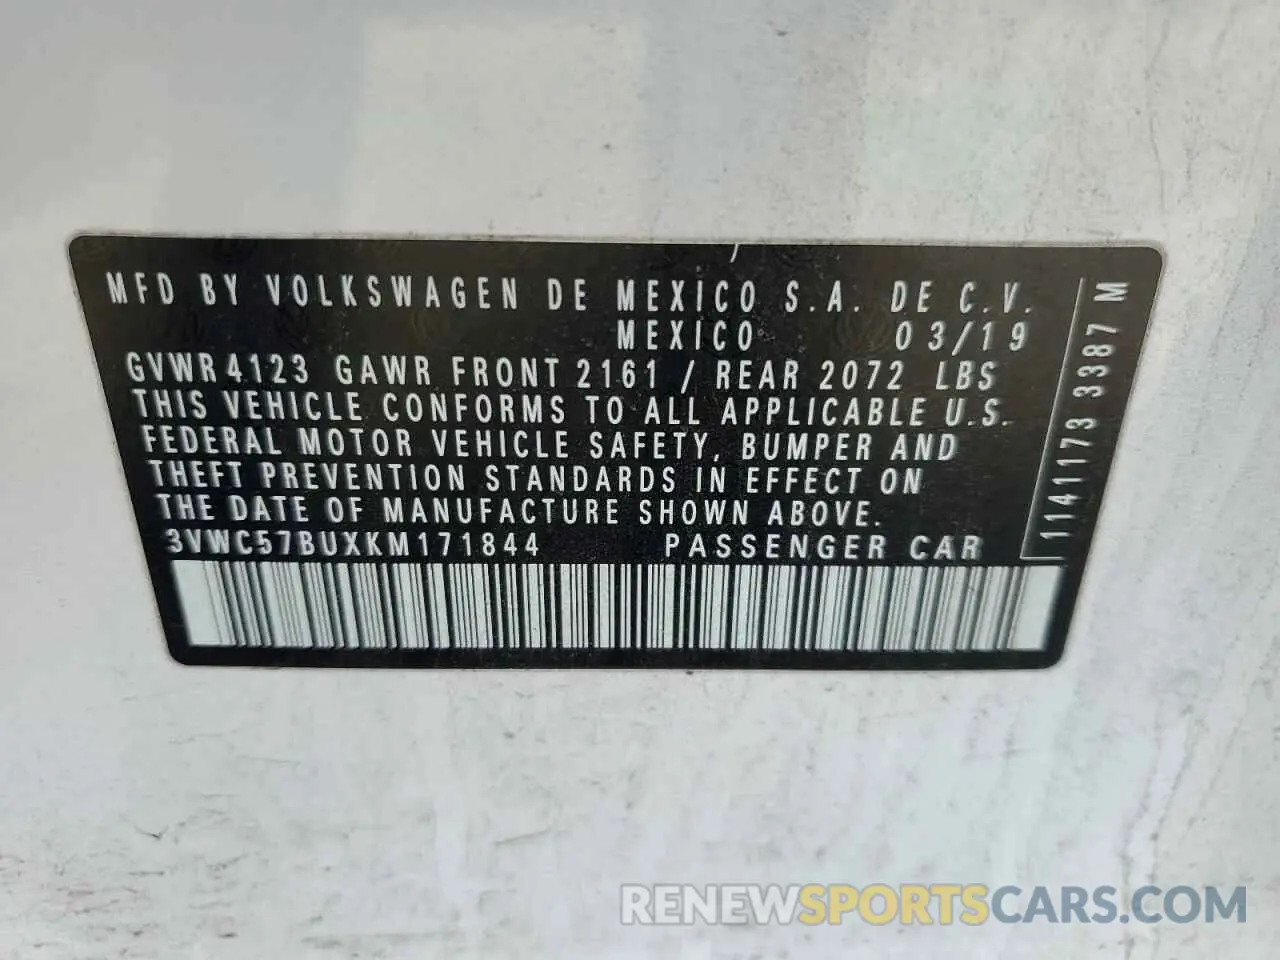 MFD BY VOLKSWAGEN DE MEXICO S.A. DE C.V.
MEXICO 03/19
GVWR 4123 GAWR FRONT 2161 / REAR 2072 LBS
THIS VEHICLE CONFORMS TO ALL APPLICABLE U.S.
FEDERAL MOTOR VEHICLE SAFETY, BUMPER AND
THEFT PREVENTION STANDARDS IN EFFECT ON
THE DATE OF MANUFACTURE SHOWN ABOVE.
3VWC57BUXKM171844 PASSENGER CAR
1141173 3387 M
RENEWSPORTSCARS.COM